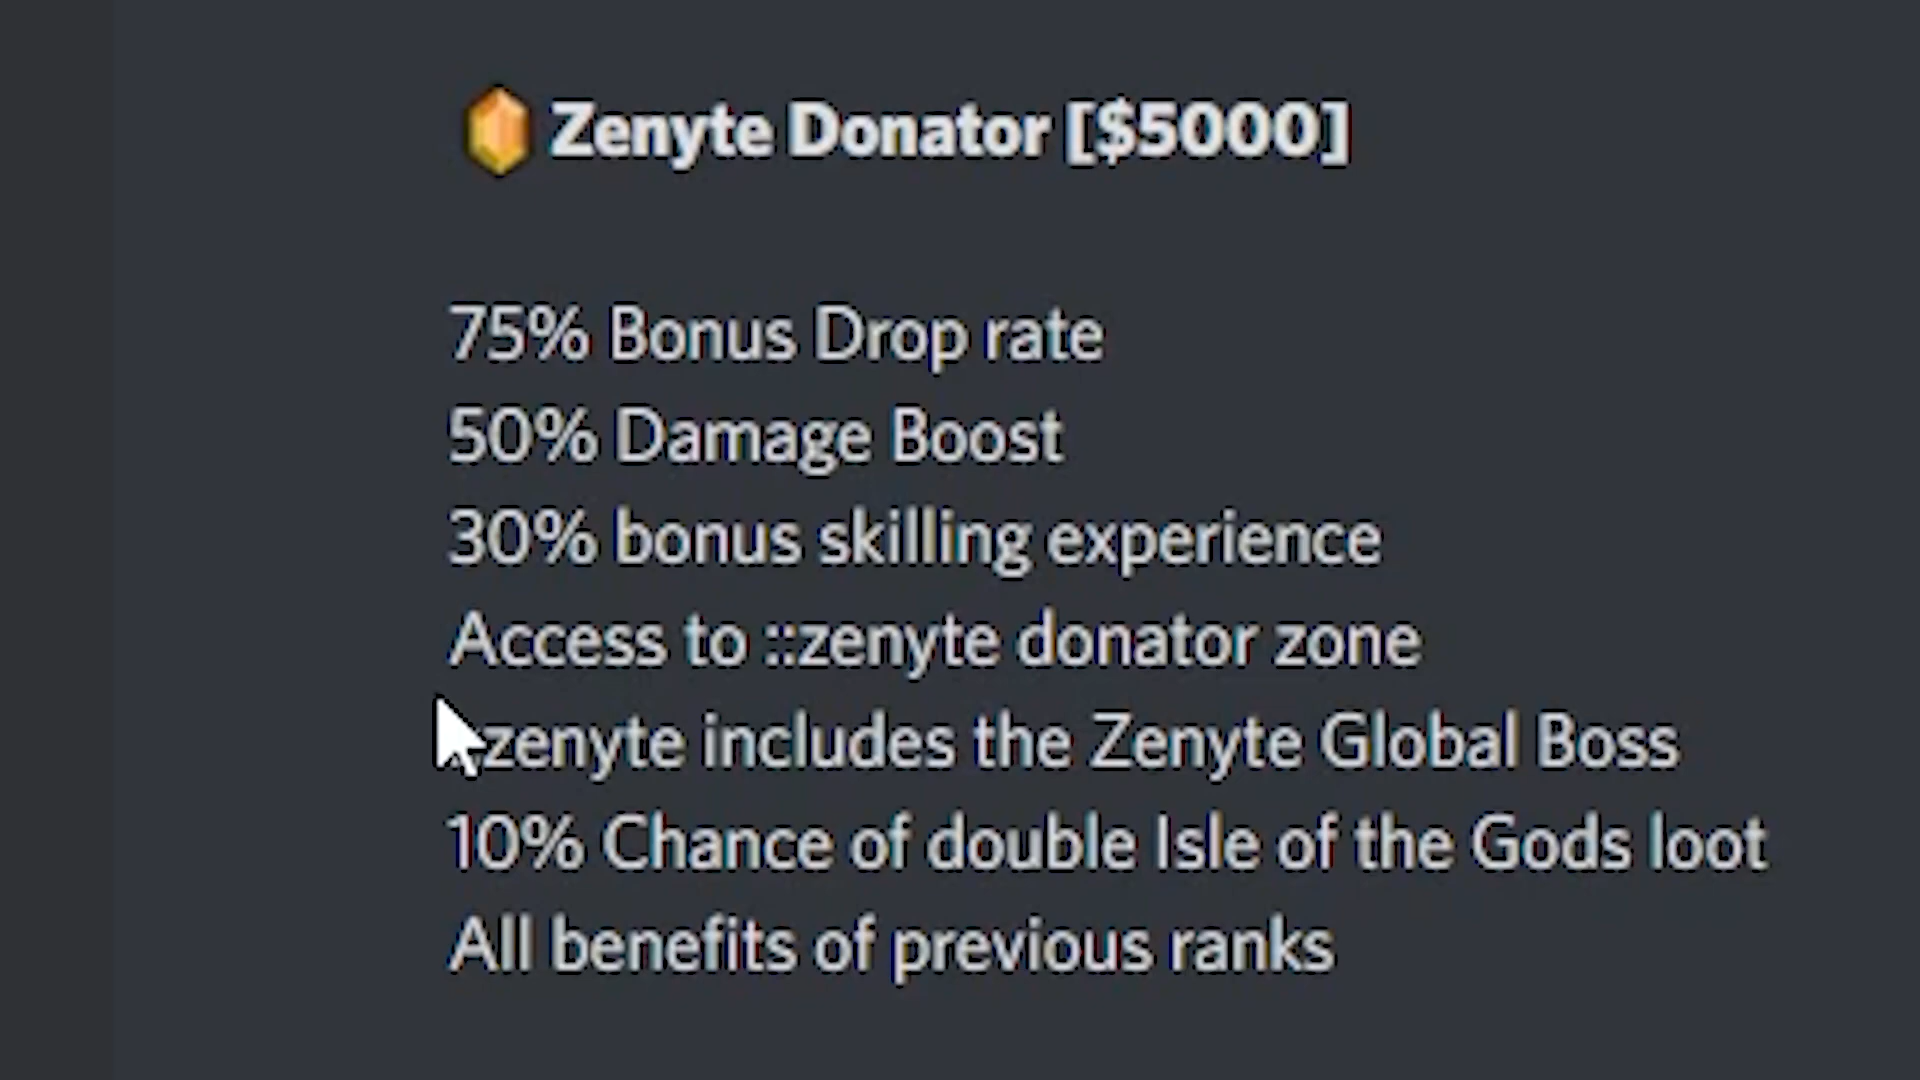 Zenyte Donator [$5000]
75% Bonus Drop rate
50% Damage Boost
30% bonus skilling experience
Access to ::zenyte donator zone
zenyte includes the Zenyte Global Boss
10% Chance of double Isle of the Gods loot
All benefits of previous ranks